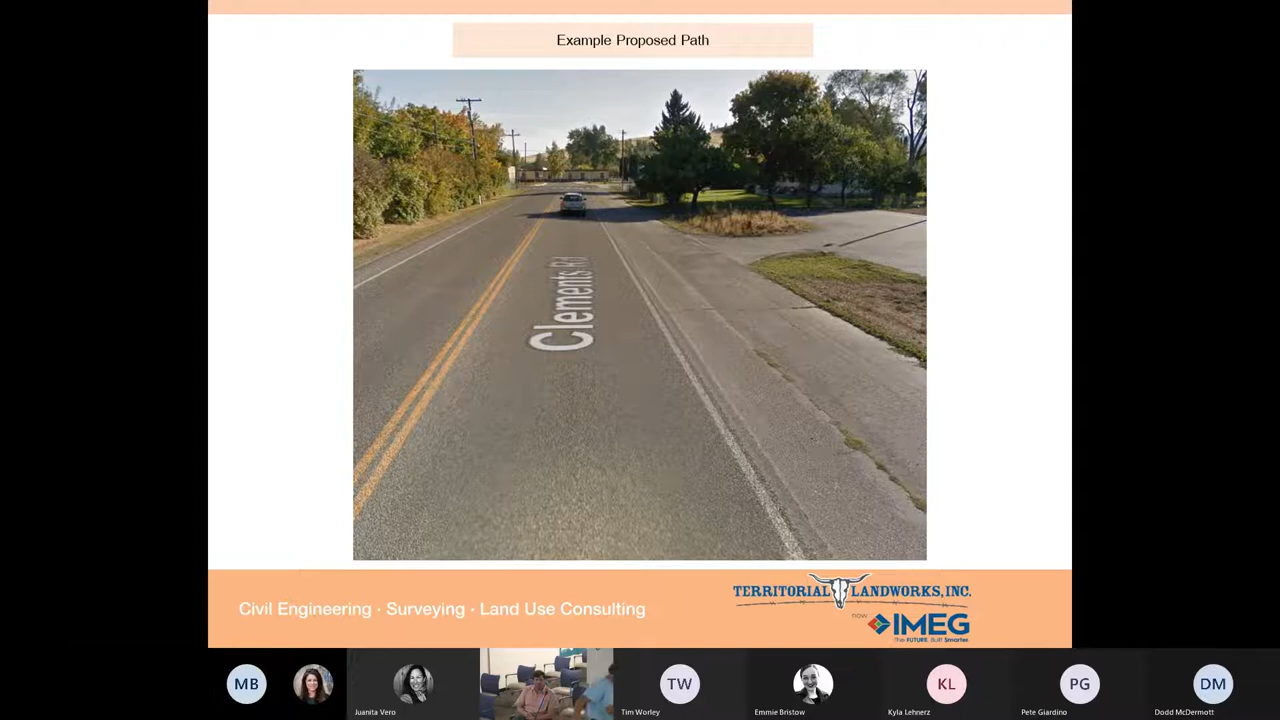 Example Proposed Path
Clements Rd
Civil Engineering · Surveying · Land Use Consulting
TERRITORIAL LANDWORKS, INC.
now IMEG
The FUTURE. Built Smarter.
MB
Juanita Vero
TW
Tim Worley
Emmie Bristow
KL
Kyla Lehnerz
PG
Pete Giardino
DM
Dodd McDermott